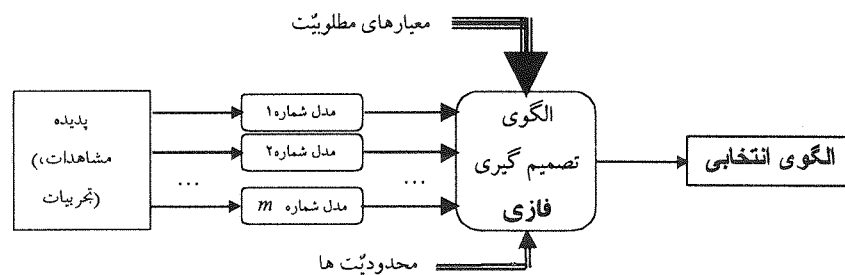 معیارهای مطلوبیّت
پدیده
مشاهدات،)
(تجربیات
مدل شماره۱
مدل شماره۲
...
مدل شماره m
...
الگوی
تصمیم گیری
فازی
الگوی انتخابی
محدودیّت ها